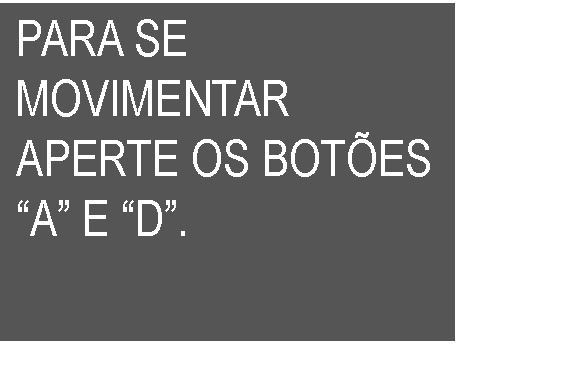 PARA SE
MOVIMENTAR
APERTE OS BOTÕES
“A” E “D”.